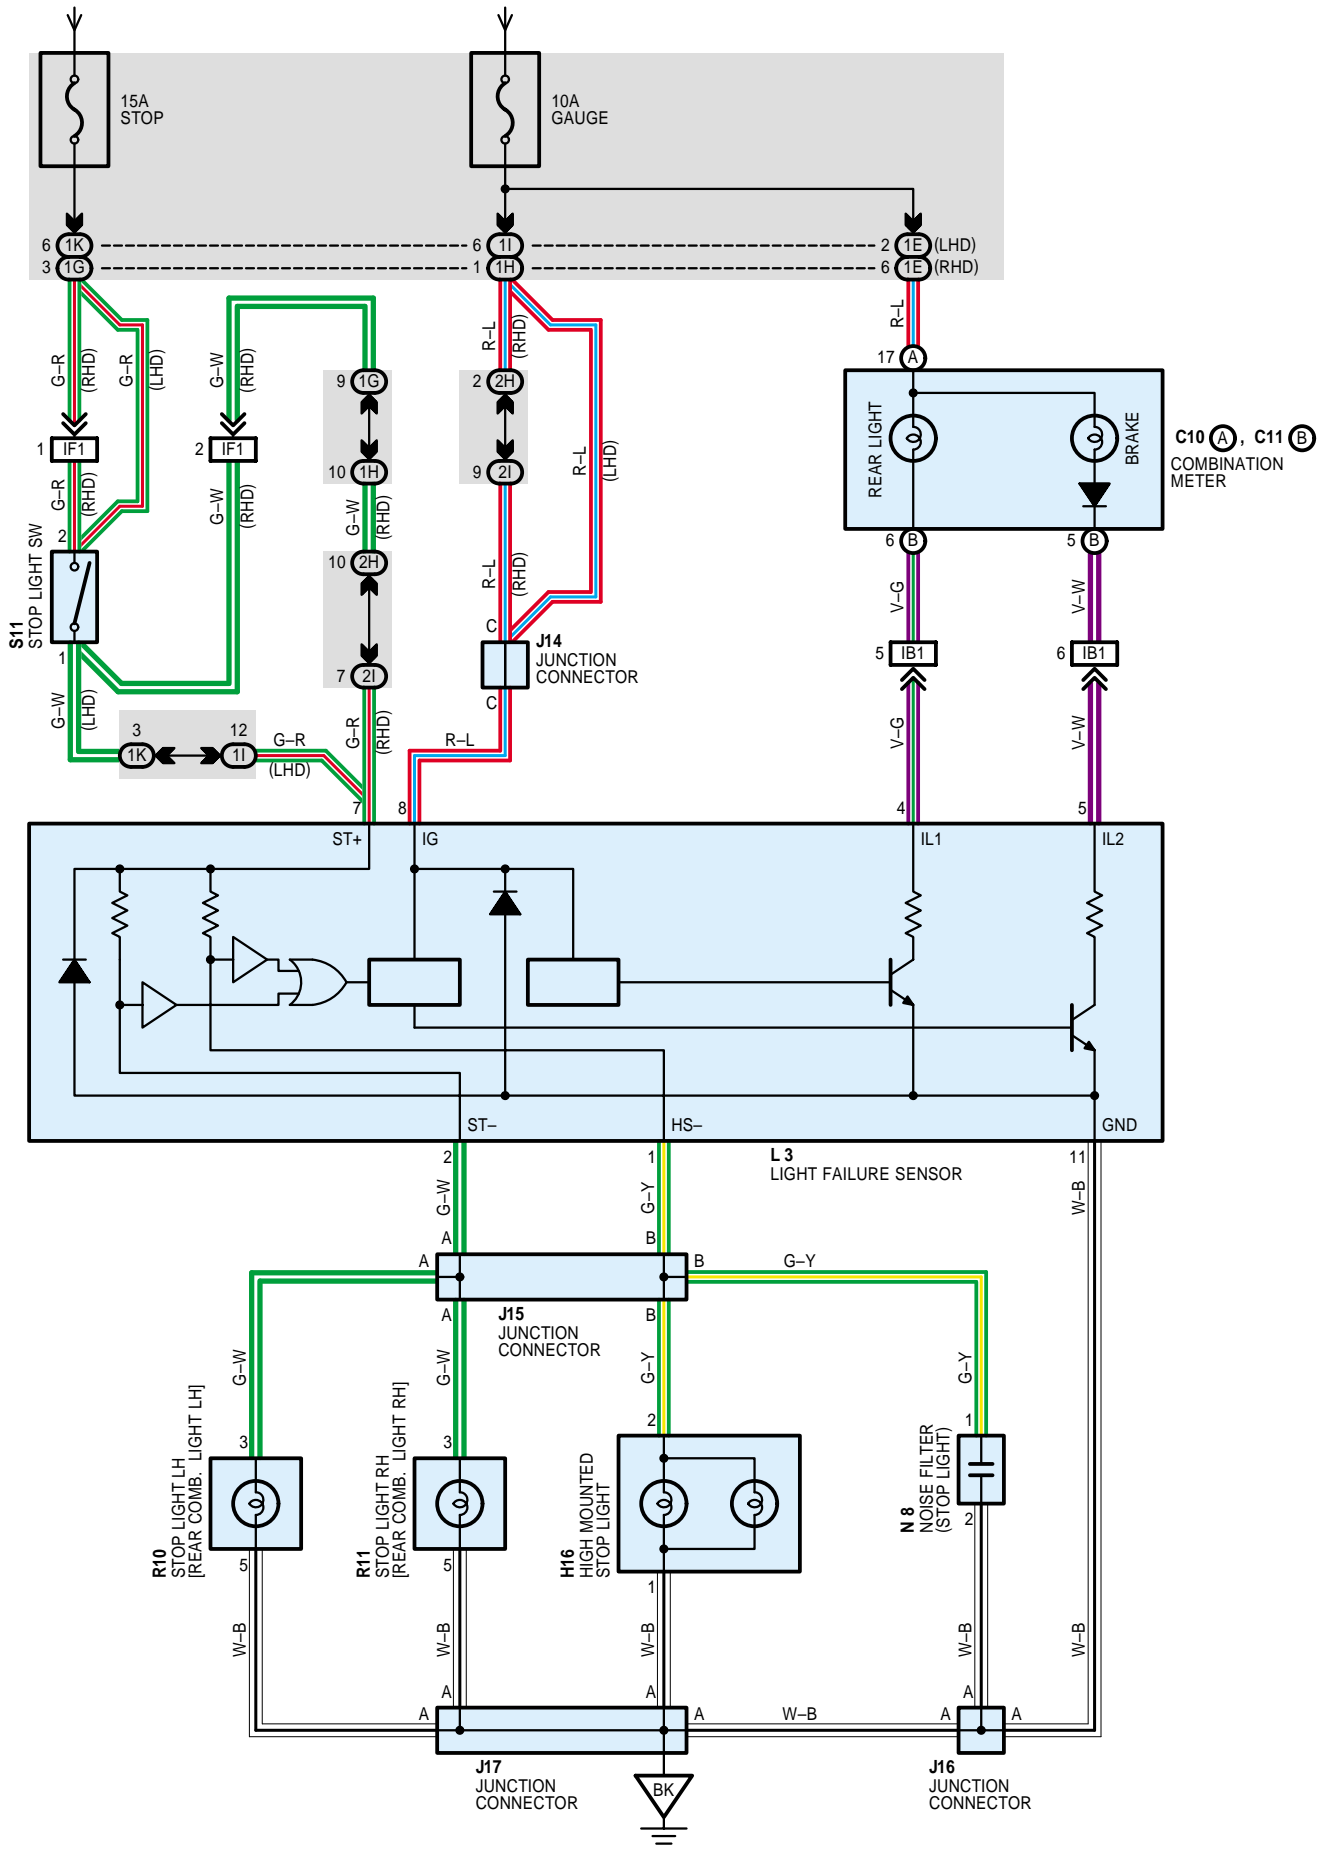 15A
STOP
10A
GAUGE
6 1K
6 1I
2 1E (LHD)
3 1G
1 1H
6 1E (RHD)
G–R
(RHD)
G–R
(LHD)
G–W
(RHD)
R–L
(RHD)
R–L
17 A
9 1G
2 2H
REAR LIGHT
BRAKE
C10 A , C11 B
COMBINATION
METER
1 IF1
2 IF1
10 1H
9 2I
R–L
(LHD)
G–R
(RHD)
G–W
(RHD)
G–W
(RHD)
2
S11
STOP LIGHT SW
1
10 2H
R–L
(RHD)
6 B
5 B
V–G
V–W
C
J14
JUNCTION
CONNECTOR
C
5 IB1
6 IB1
7 2I
G–W
(LHD)
3
1K
12
1I
G–R
(LHD)
G–R
(RHD)
R–L
V–G
V–W
7
8
4
5
ST+
IG
IL1
IL2
ST–
HS–
GND
2
1
L 3
LIGHT FAILURE SENSOR
11
G–W
G–Y
W–B
A
B
A
B
G–Y
A
B
J15
JUNCTION
CONNECTOR
G–W
G–W
G–Y
G–Y
3
3
2
1
R10
STOP LIGHT LH
[REAR COMB. LIGHT LH]
R11
STOP LIGHT RH
[REAR COMB. LIGHT RH]
H16
HIGH MOUNTED
STOP LIGHT
N 8
NOISE FILTER
(STOP LIGHT)
5
5
1
2
W–B
W–B
W–B
W–B
W–B
A
A
A
A
A
W–B
A
A
J17
JUNCTION
CONNECTOR
BK
J16
JUNCTION
CONNECTOR